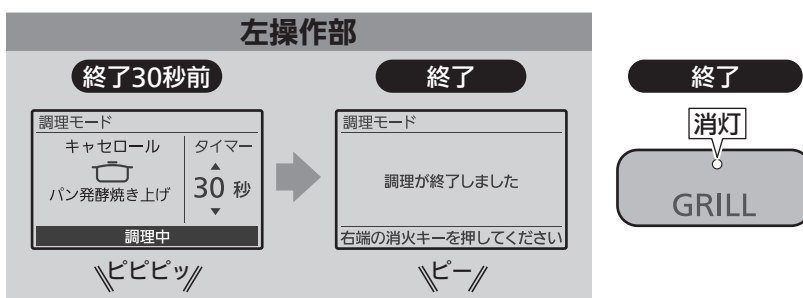 左操作部
終了30秒前
調理モード
キャセロール
パン発酵焼き上げ
タイマー
30 秒
調理中
ピピピッ
終了
調理モード
調理が終了しました
右端の消火キーを押してください
ピー
終了
消灯
GRILL